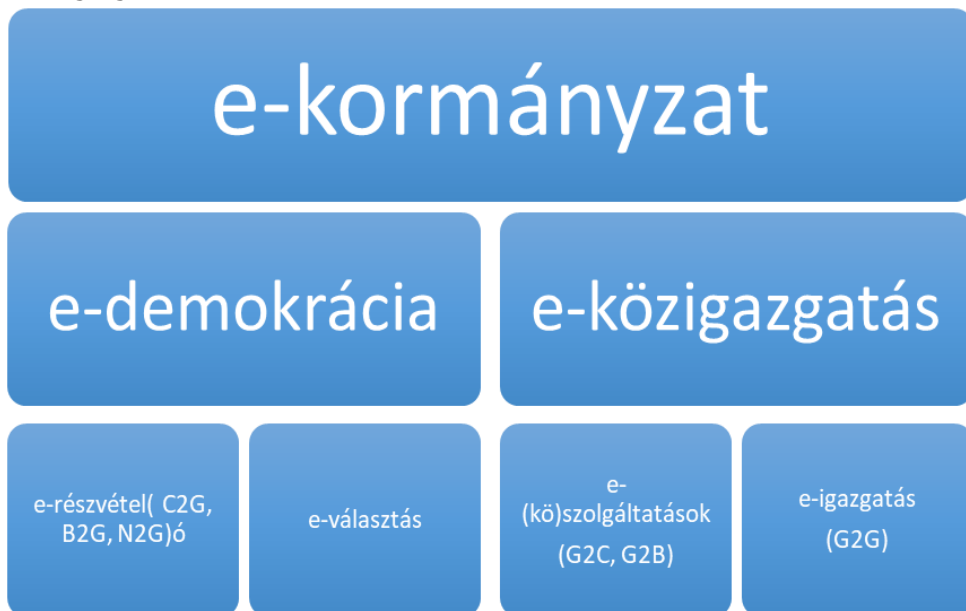 e-kormányzat
e-demokrácia
e-közigazgatás
e-részvétel( C2G,
B2G, N2G)ó
e-választás
e-
(kö)szolgáltatások
(G2C, G2B)
e-igazgatás
(G2G)